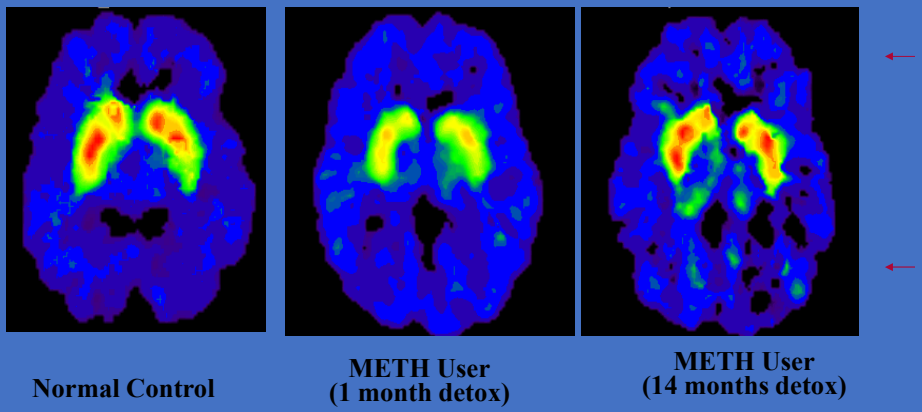 Normal Control
METH User
(1 month detox)
METH User
(14 months detox)